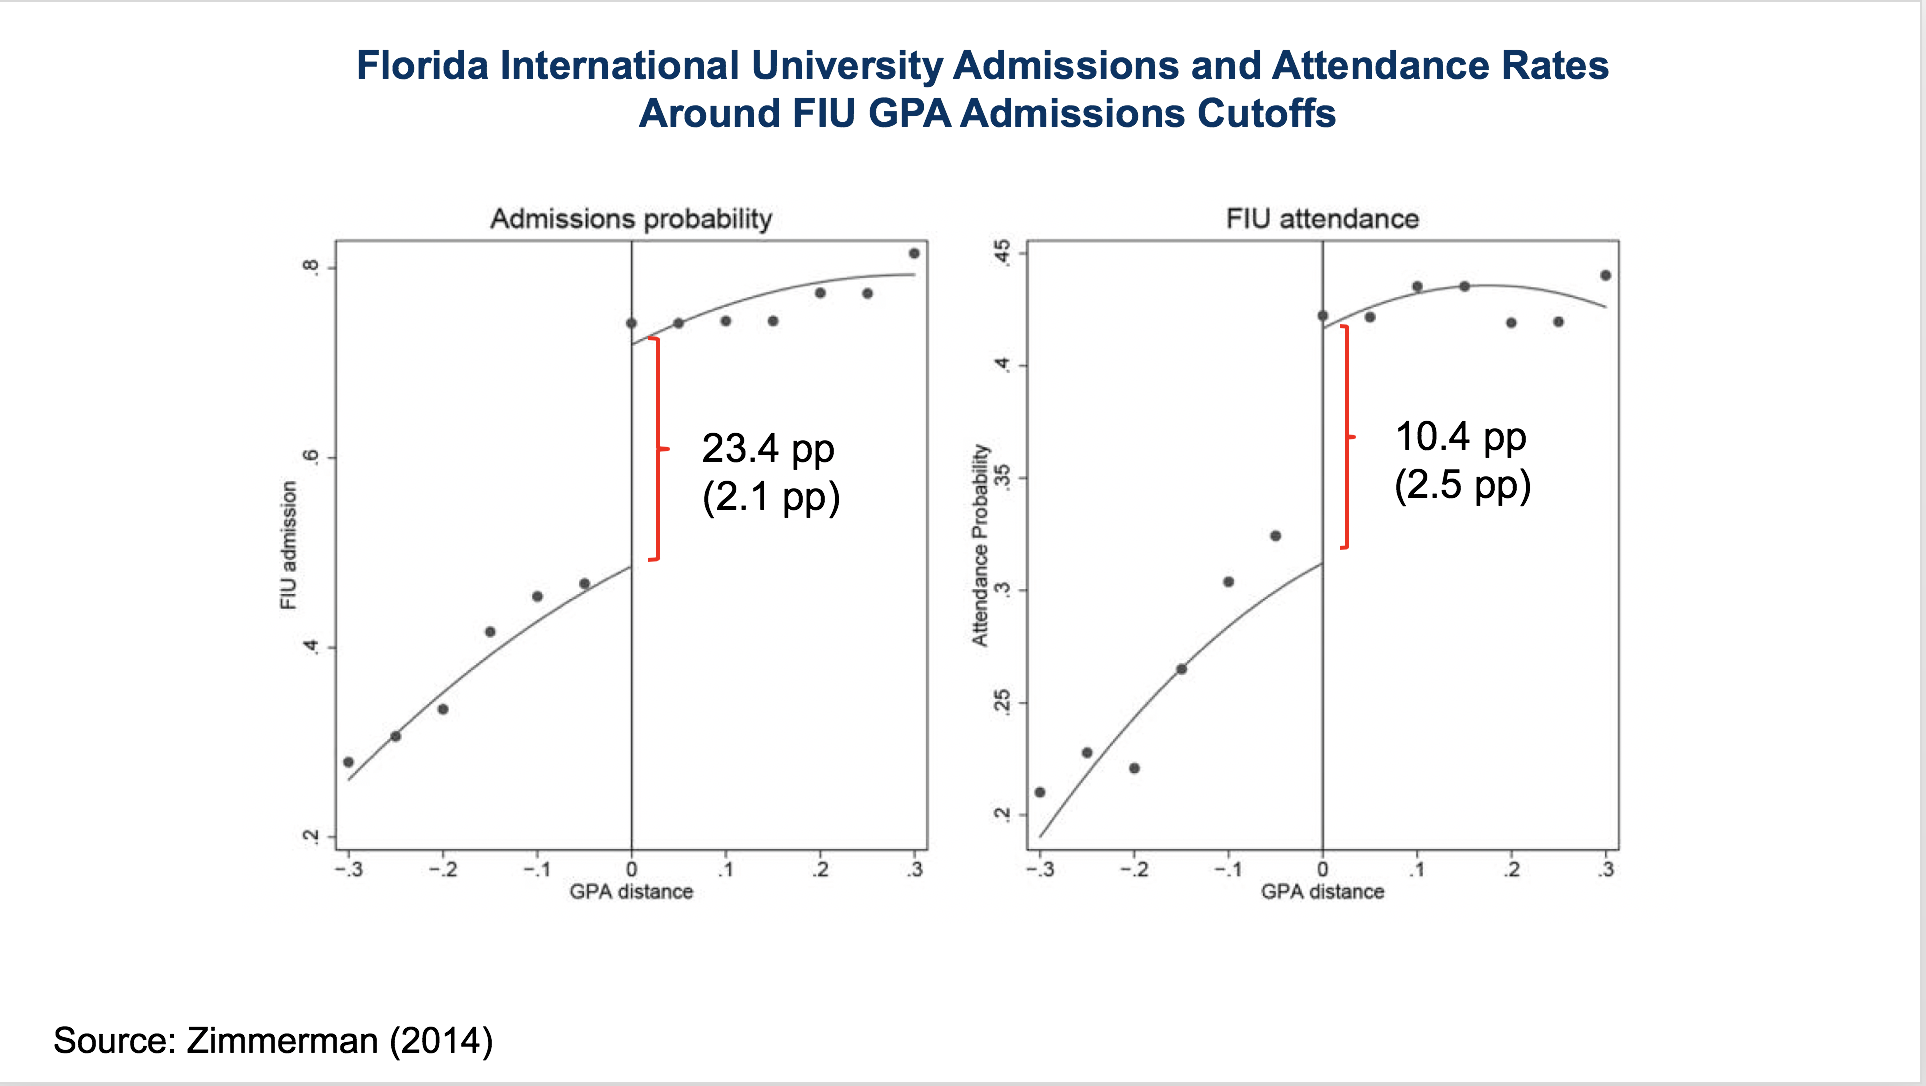 Florida International University Admissions and Attendance Rates
Around FIU GPA Admissions Cutoffs
Admissions probability
FIU admission
.8
.6
.4
.2
−.3 −.2 −.1 0 .1 .2 .3
GPA distance
23.4 pp
(2.1 pp)
FIU attendance
Attendance Probability
.45
.4
.35
.3
.25
.2
−.3 −.2 −.1 0 .1 .2 .3
GPA distance
10.4 pp
(2.5 pp)
Source: Zimmerman (2014)